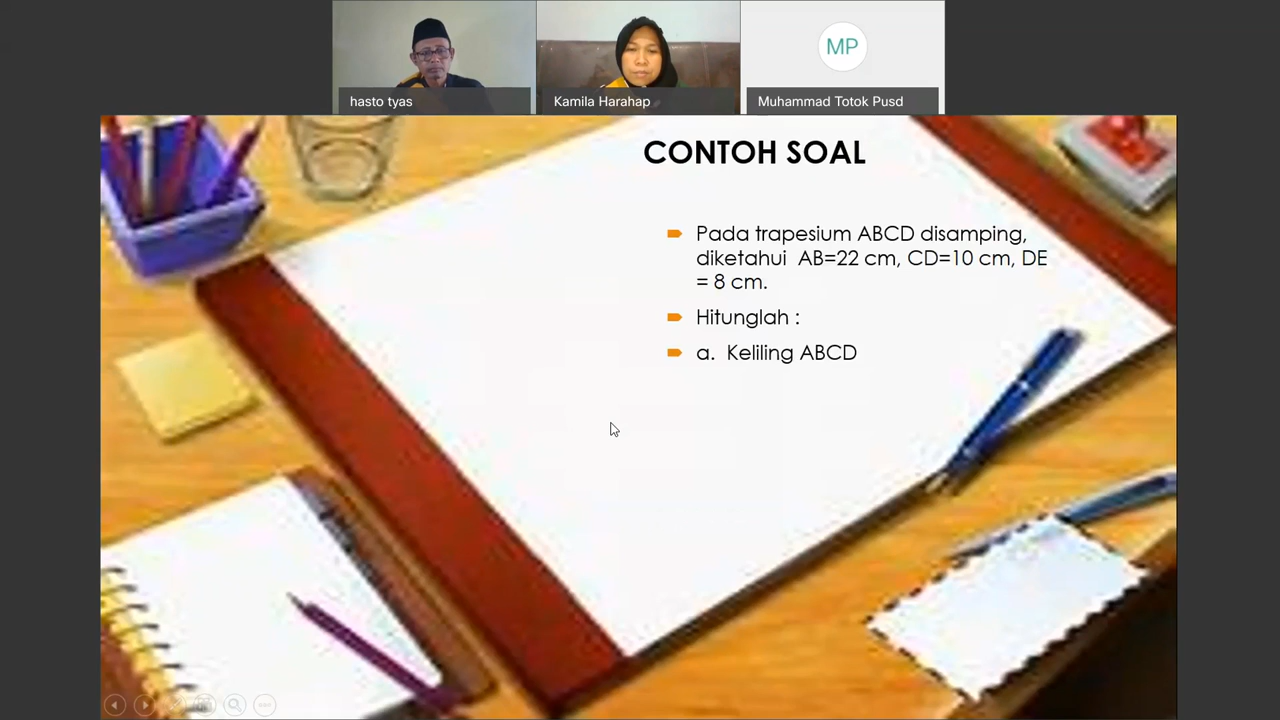 hasto tyas
Kamila Harahap
MP
Muhammad Totok Pusd
CONTOH SOAL
Pada trapesium ABCD disamping,
diketahui AB=22 cm, CD=10 cm, DE
= 8 cm.
Hitunglah :
a. Keliling ABCD